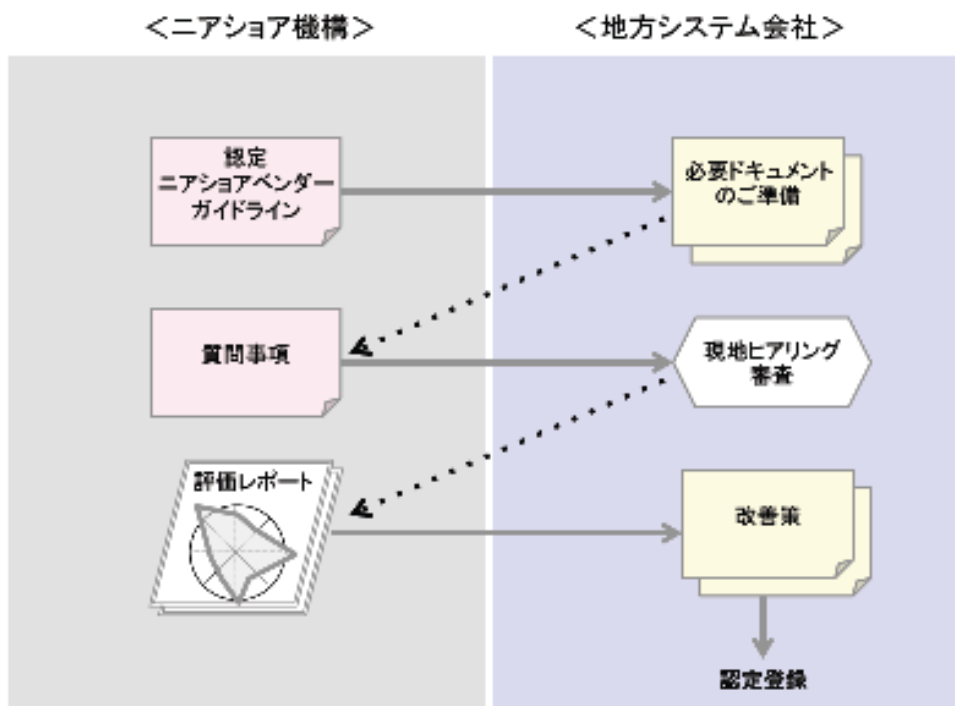 ＜ニアショア機構＞
＜地方システム会社＞
認定
ニアショアベンダー
ガイドライン
必要ドキュメント
のご準備
質問事項
現地ヒアリング
審査
評価レポート
改善策
認定登録